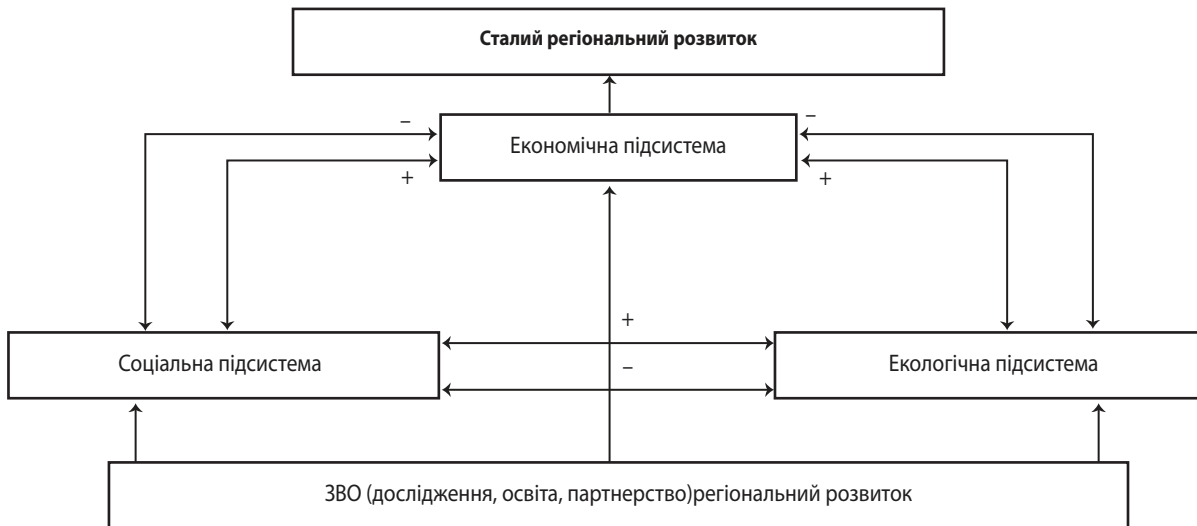 Сталий регіональний розвиток
– –
Економічна підсистема
+ +
+
Соціальна підсистема
Екологічна підсистема
–
ЗВО (дослідження, освіта, партнерство)регіональний розвиток